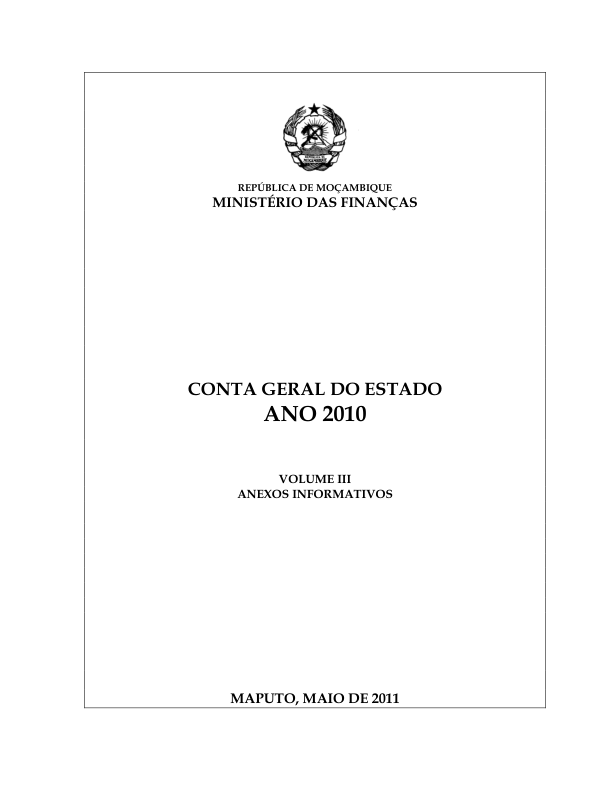 REPÚBLICA DE MOÇAMBIQUE
MINISTÉRIO DAS FINANÇAS
CONTA GERAL DO ESTADO
ANO 2010
VOLUME III
ANEXOS INFORMATIVOS
MAPUTO, MAIO DE 2011